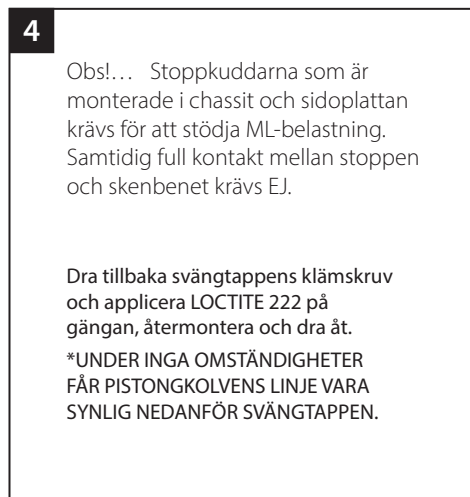 4
Obs!… Stoppkuddarna som är
monterade i chassit och sidoplattan
krävs för att stödja ML-belastning.
Samtidig full kontakt mellan stoppen
och skenbenet krävs EJ.
Dra tillbaka svängtappens klämskruv
och applicera LOCTITE 222 på
gängan, återmontera och dra åt.
*UNDER INGA OMSTÄNDIGHETER
FÅR PISTONGKOLVENS LINJE VARA
SYNLIG NEDANFÖR SVÄNGTAPPEN.